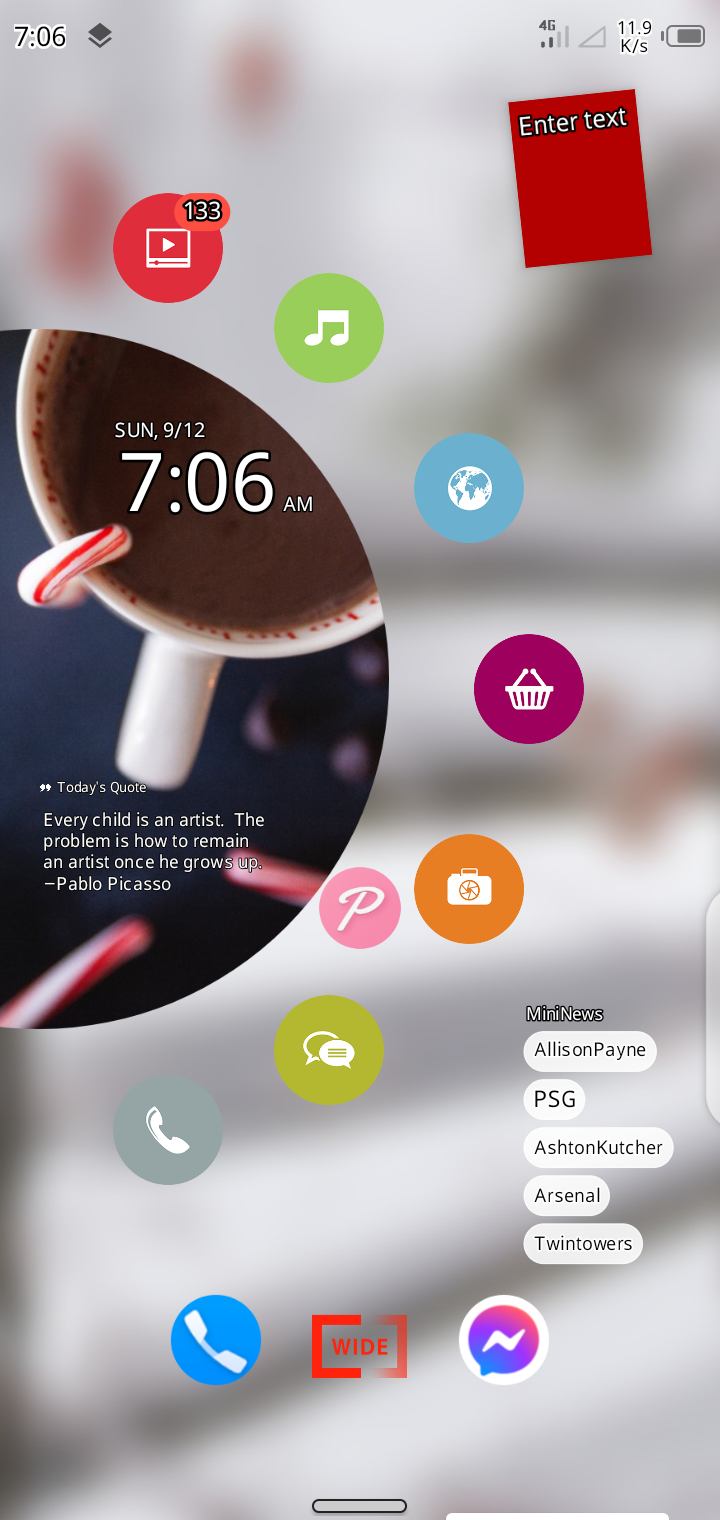 7:06
4G
11.9
K/s
Enter text
133
SUN, 9/12
7:06 AM
Today's Quote
Every child is an artist.  The
problem is how to remain
an artist once he grows up.
—Pablo Picasso
P
MiniNews
AllisonPayne
PSG
AshtonKutcher
Arsenal
Twintowers
WIDE